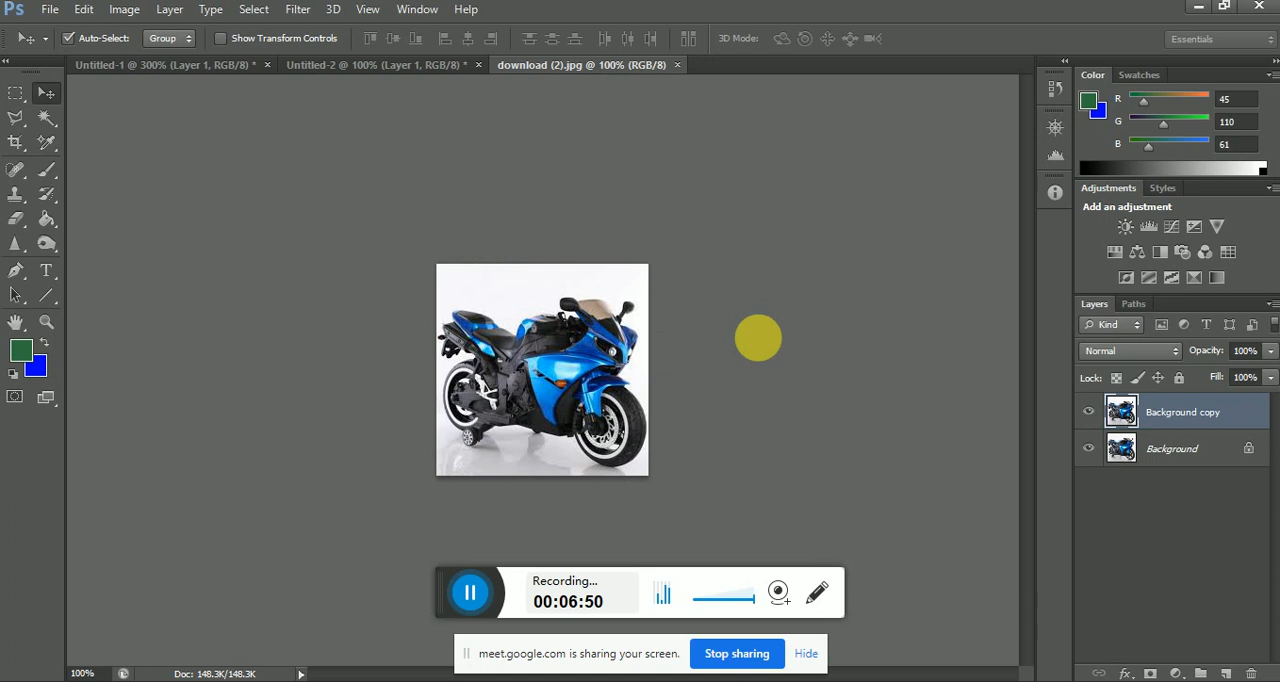 Ps File Edit Image Layer Type Select Filter 3D View Window Help
Auto-Select: Group Show Transform Controls 3D Mode: Essentials
Untitled-1 @ 300% (Layer 1, RGB/8) * × Untitled-2 @ 100% (Layer 1, RGB/8) * × download (2).jpg @ 100% (RGB/8) ×
Color Swatches
R 45
G 110
B 61
Adjustments Styles
Add an adjustment
Layers Paths
Kind
Normal Opacity: 100%
Lock: Fill: 100%
Background copy
Background
Recording...
00:06:50
meet.google.com is sharing your screen. Stop sharing Hide
100% Doc: 148.3K/148.3K